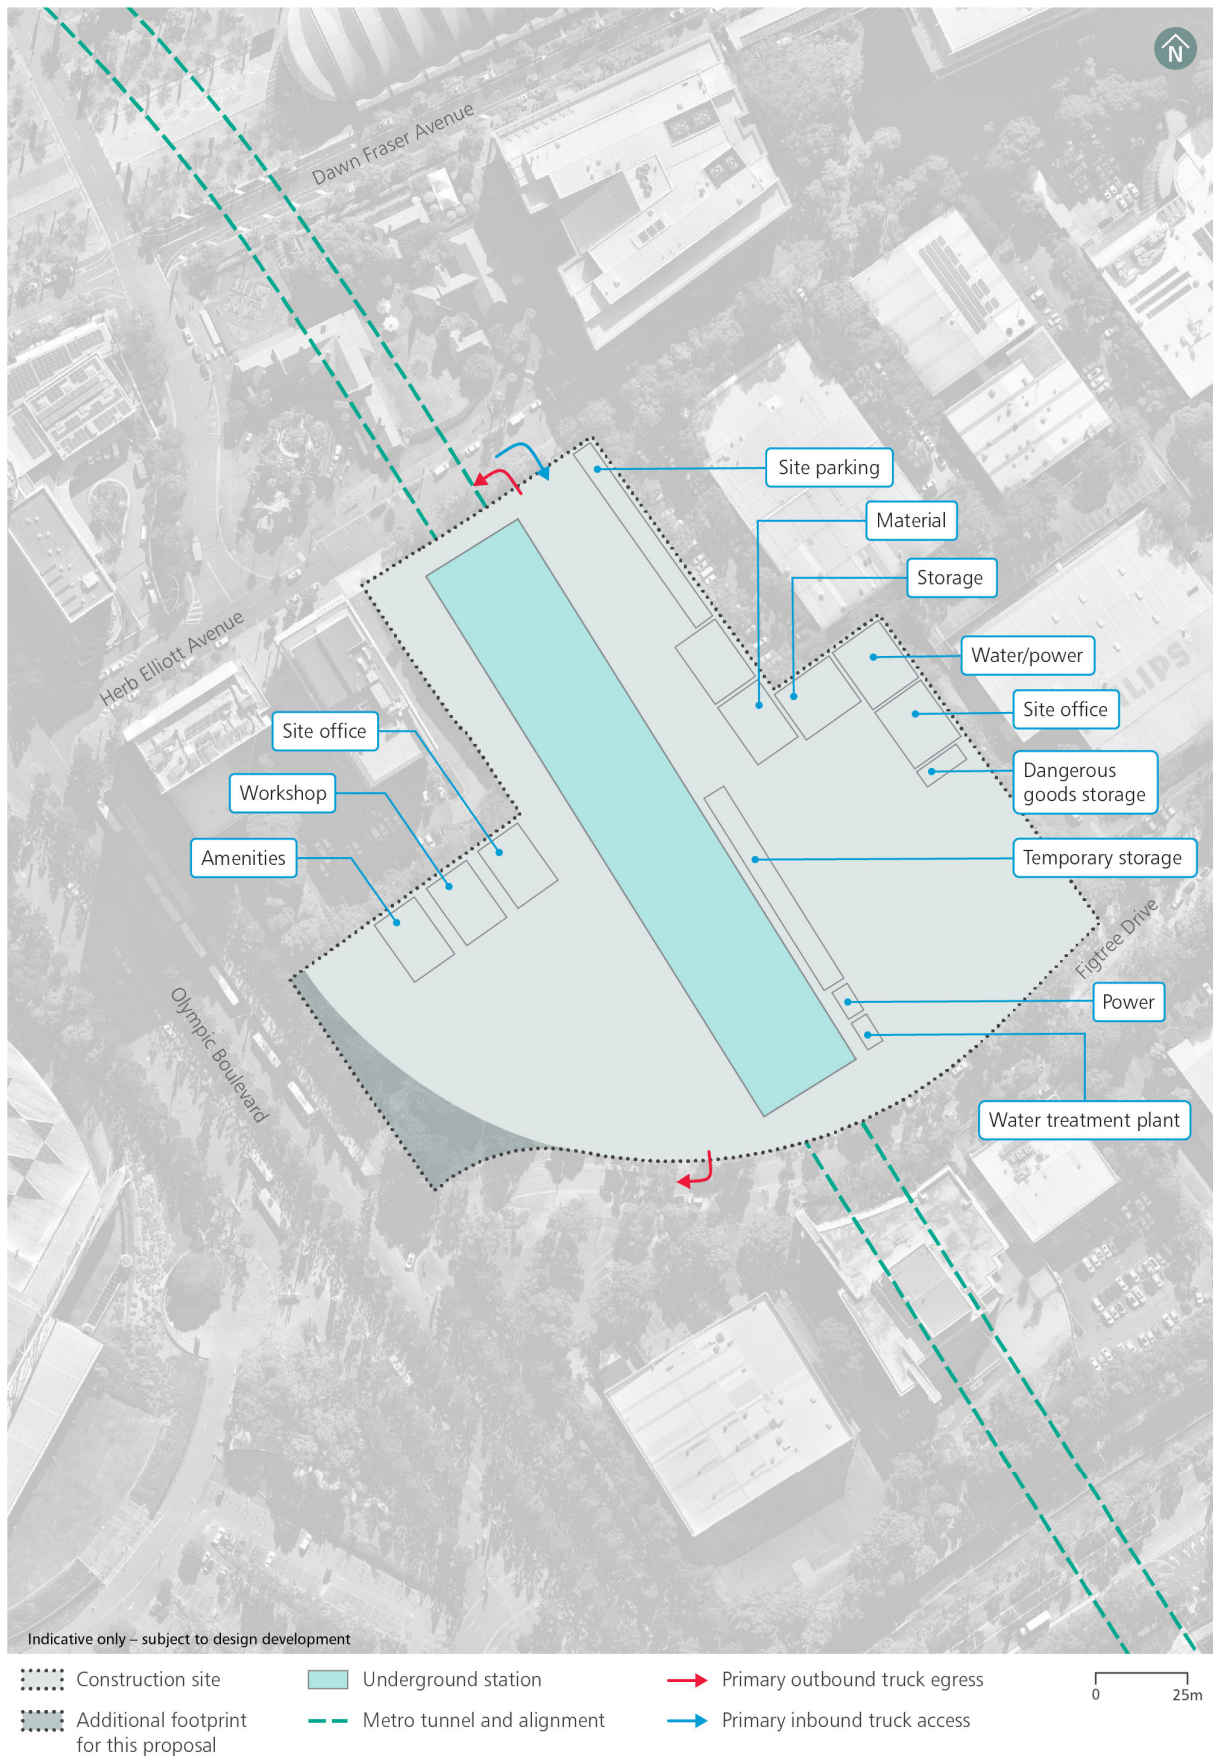 N
Dawn Fraser Avenue
Site parking
Material
Storage
Herb Elliott Avenue
Water/power
LIPS
Site office
Site office
Dangerous
goods storage
Workshop
Amenities
Temporary storage
Figtree Drive
Olympic Boulevard
Power
Water treatment plant
Indicative only – subject to design development
Construction site
Underground station
Primary outbound truck egress
0
25m
Additional footprint
for this proposal
Metro tunnel and alignment
Primary inbound truck access